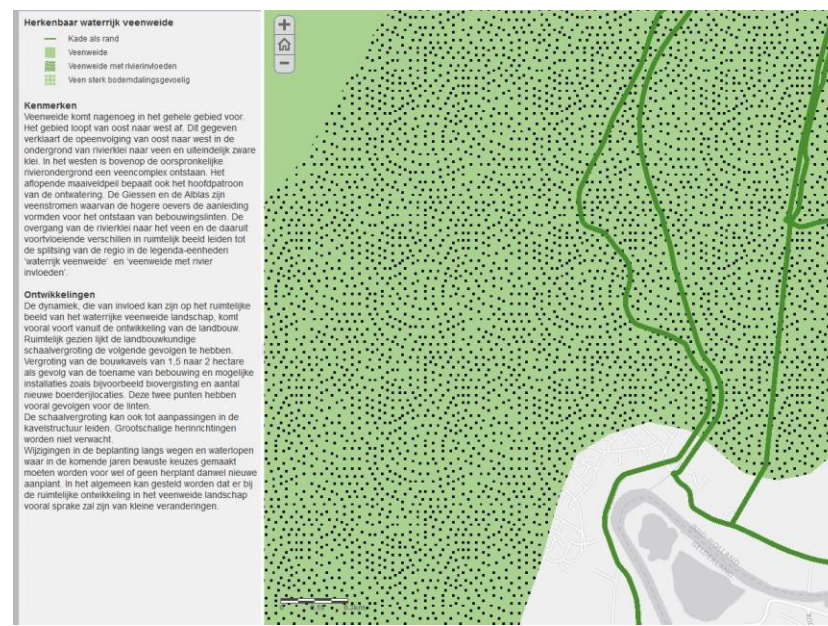 Herkenbaar waterrijk veenweide
Kade als rand
Veenweide
Veenweide met rivierinvloeden
Veen sterk bodemdalingsgevoelig
Kenmerken
Veenweide komt nagenoeg in het gehele gebied voor.
Het gebied loopt van oost naar west af. Dit gegeven
verklaart de opeenvolging van oost naar west in de
ondergrond van rivierklei naar veen en uiteindelijk zware
klei. In het westen is bovenop de oorspronkelijke
rivierondergrond een veencomplex ontstaan. Het
aflopende maaiveldpeil bepaalt ook het hoofdpatroon
van de ontwatering. De Giessen en de Alblas zijn
veenstromen waarvan de hogere oevers de aanleiding
vormden voor het ontstaan van bebouwingslinten. De
overgang van de rivierklei naar het veen en de daaruit
voortvloeiende verschillen in ruimtelijk beeld leiden tot
de splitsing van de regio in de legenda-eenheden
'waterrijk veenweide' en 'veenweide met rivier
invloeden'.
Ontwikkelingen
De dynamiek, die van invloed kan zijn op het ruimtelijke
beeld van het waterrijke veenweide landschap, komt
vooral voort vanuit de ontwikkeling van de landbouw.
Ruimtelijk gezien lijkt de landbouwkundige
schaalvergroting de volgende gevolgen te hebben.
Vergroting van de bouwkavels van 1,5 naar 2 hectare
als gevolg van de toename van bebouwing en mogelijke
installaties zoals bijvoorbeeld biovergisting en aantal
nieuwe boerderijlocaties. Deze twee punten hebben
vooral gevolgen voor de linten.
De schaalvergroting kan ook tot aanpassingen in de
kavelstructuur leiden. Grootschalige herinrichtingen
worden niet verwacht.
Wijzigingen in de beplanting langs wegen en waterlopen
waar in de komende jaren bewuste keuzes gemaakt
moeten worden voor wel of geen herplant danwel nieuwe
aanplant. In het algemeen kan gesteld worden dat er bij
de ruimtelijke ontwikkeling in het veenweide landschap
vooral sprake zal zijn van kleine veranderingen.
ZUID-HOLLAND
GELDERLAND